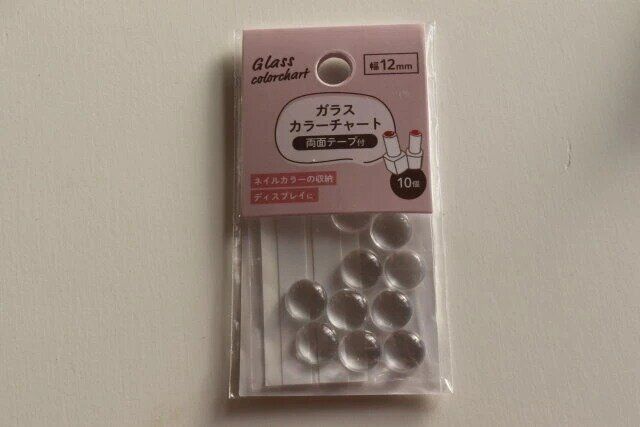 Glass
colorchart
幅12mm
ガラス
カラーチャート
両面テープ付
ネイルカラーの収納
ディスプレイに
10個